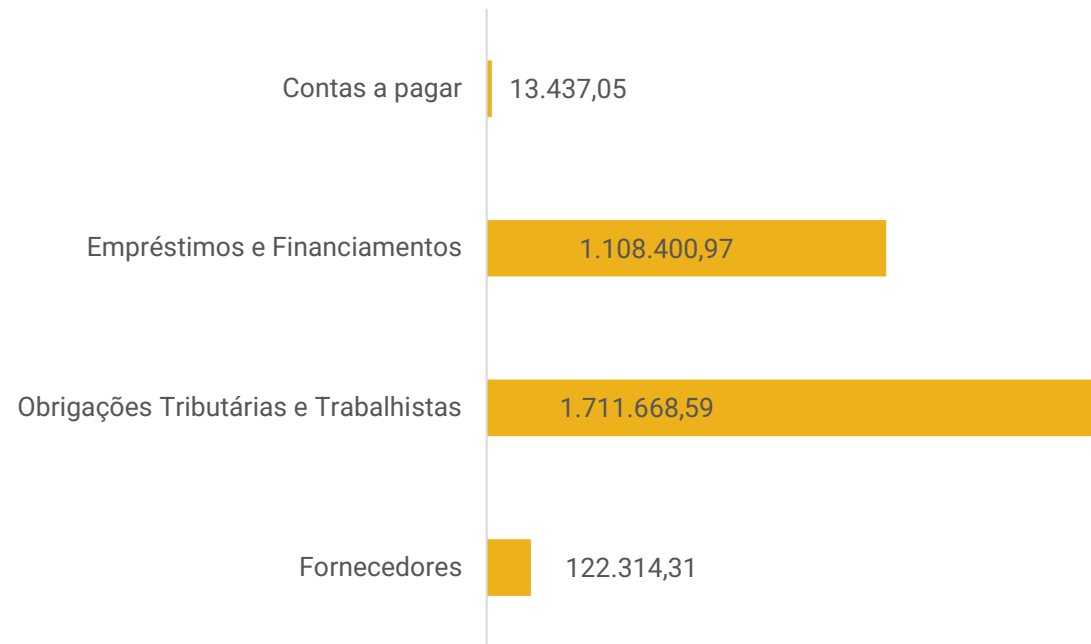 Contas a pagar 13.437,05
Empréstimos e Financiamentos 1.108.400,97
Obrigações Tributárias e Trabalhistas 1.711.668,59
Fornecedores 122.314,31